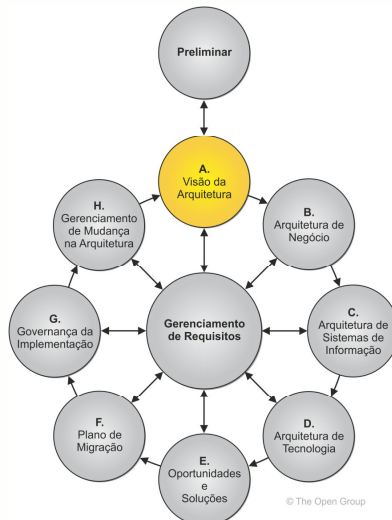 Preliminar
A.
Visão da
Arquitetura
B.
Arquitetura de
Negócio
C.
Arquitetura de
Sistemas de
Informação
D.
Arquitetura de
Tecnologia
E.
Oportunidades
e
Soluções
F.
Plano de
Migração
G.
Governança da
Implementação
H.
Gerenciamento
de Mudança
na Arquitetura
Gerenciamento
de Requisitos
© The Open Group